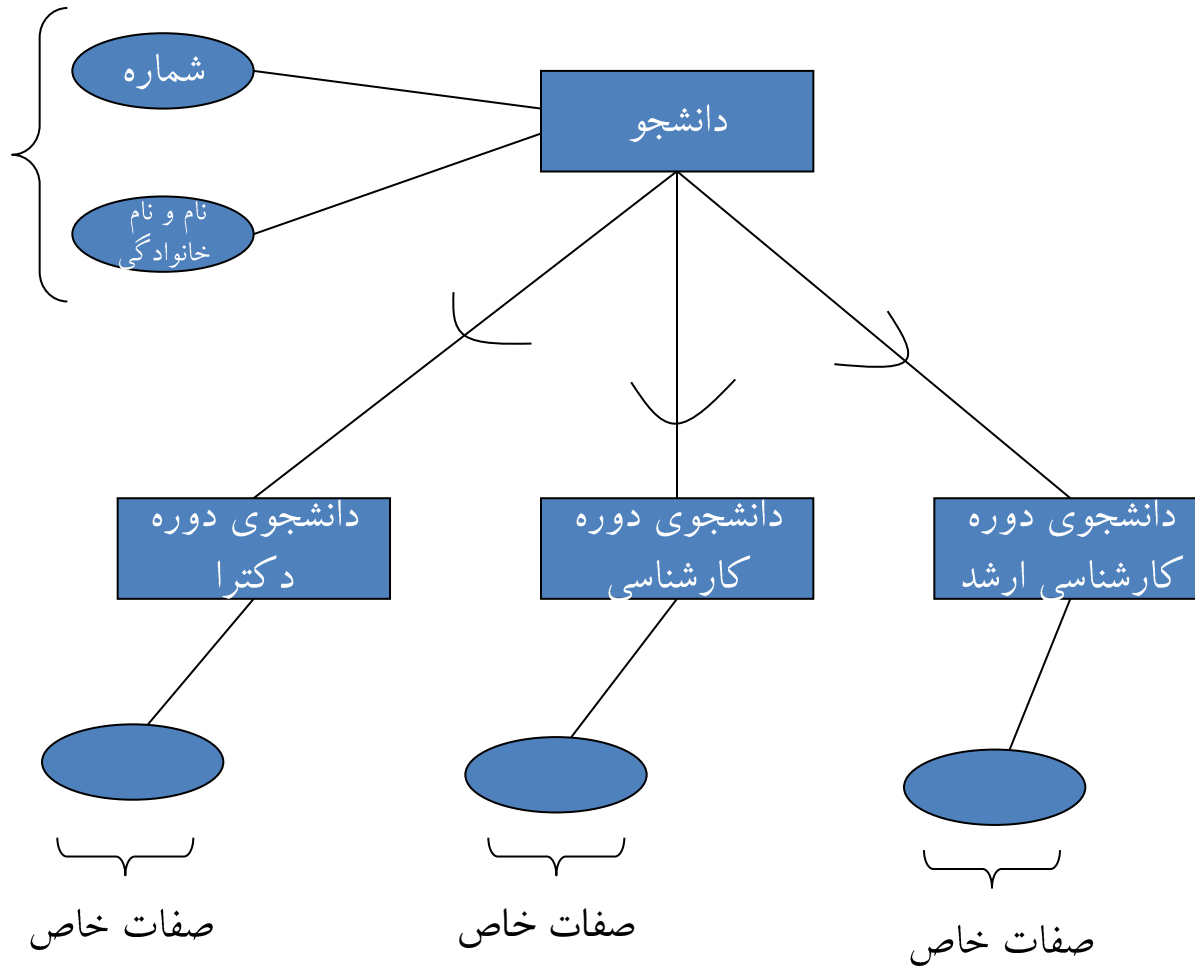 شماره
دانشجو
نام و نام
خانوادگی
دانشجوی دوره
کارشناسی ارشد
دانشجوی دوره
کارشناسی
دانشجوی دوره
دکترا
صفات خاص
صفات خاص
صفات خاص